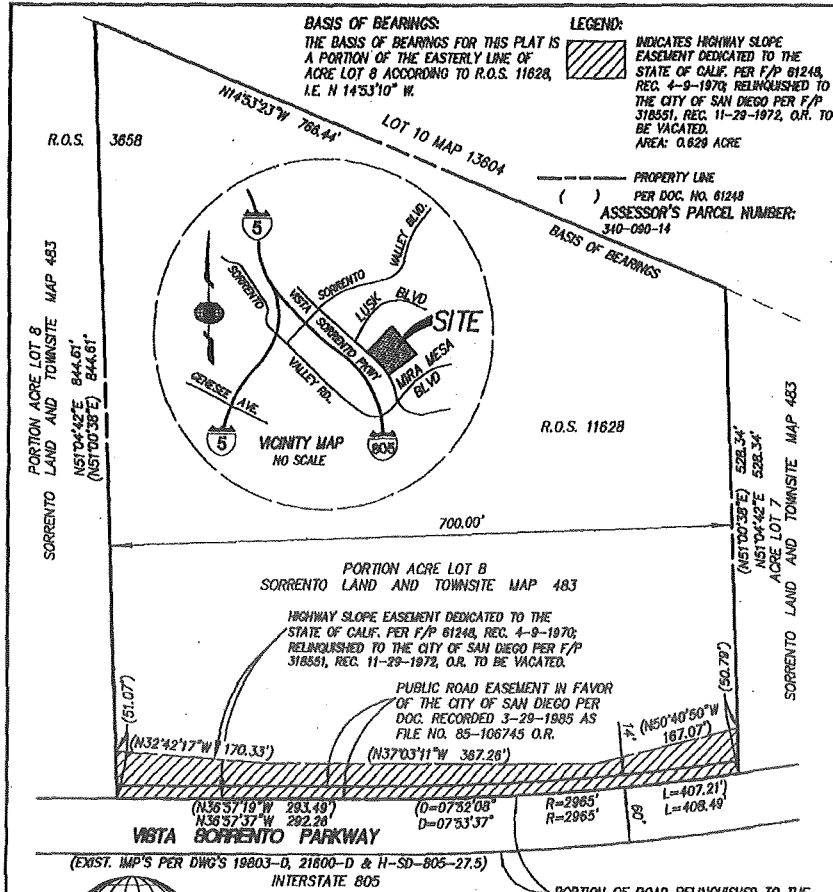 BASIS OF BEARINGS:
THE BASIS OF BEARINGS FOR THIS PLAT IS
A PORTION OF THE EASTERLY LINE OF
ACRE LOT 8 ACCORDING TO R.O.S. 11628,
I.E. N 14°53'10" W.
LEGEND:
INDICATES HIGHWAY SLOPE
EASEMENT DEDICATED TO THE
STATE OF CALIF. PER F/P 61248,
REC. 4-9-1970; RELINQUISHED TO
THE CITY OF SAN DIEGO PER F/P
318551, REC. 11-29-1972, O.R. TO
BE VACATED.
AREA: 0.629 ACRE
PROPERTY LINE
( ) PER DOC. NO. 61248
ASSESSOR'S PARCEL NUMBER:
340-090-14
N14°53'23"W 768.44'
LOT 10 MAP 13604
BASIS OF BEARINGS
R.O.S. 3658
PORTION ACRE LOT 8
SORRENTO LAND AND TOWNSITE MAP 483
N51°04'42"E 844.61'
(N51°00'38"E) 844.61'
5
SORRENTO
VALLEY RD.
SORRENTO
VALLEY BLVD.
VISTA SORRENTO PKWY
LUSK BLVD
SITE
MIRA MESA
BLVD
GENESEE AVE.
5
805
VICINITY MAP
NO SCALE
R.O.S. 11628
(N51°00'38"E) 528.34'
N51°04'42"E 528.34'
ACRE LOT 7
SORRENTO LAND AND TOWNSITE MAP 483
700.00'
PORTION ACRE LOT 8
SORRENTO LAND AND TOWNSITE MAP 483
HIGHWAY SLOPE EASEMENT DEDICATED TO THE
STATE OF CALIF. PER F/P 61248, REC. 4-9-1970;
RELINQUISHED TO THE CITY OF SAN DIEGO PER F/P
318551, REC. 11-29-1972, O.R. TO BE VACATED.
PUBLIC ROAD EASEMENT IN FAVOR
OF THE CITY OF SAN DIEGO PER
DOC. RECORDED 3-29-1985 AS
FILE NO. 85-106745 O.R.
(51.07')
(50.79')
(N32°42'17"W 170.33')
(N37°03'11"W 367.26')
14'
(N50°40'50"W
167.07')
(N36°57'19"W 293.49')
N36°57'37"W 292.26'
(D=07°52'08"
D=07°53'37"
R=2965'
R=2965'
60'
L=407.21')
L=408.49'
VISTA SORRENTO PARKWAY
(EXIST. IMP'S PER DWG'S 19803-D, 21600-D & H-SD-805-27.5)
INTERSTATE 805
PORTION OF ROAD RELINQUISHED TO THE